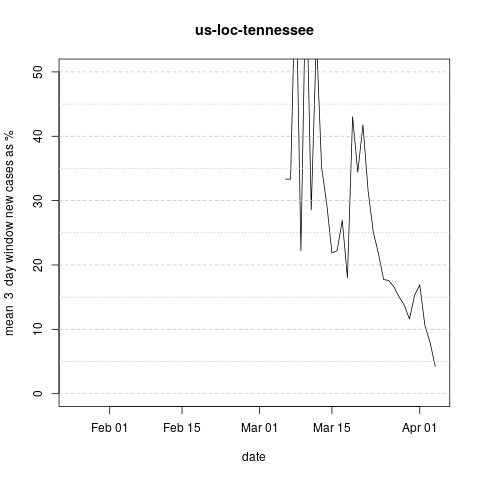 us-loc-tennessee
mean 3 day window new cases as %
50
40
30
20
10
0
Feb 01 Feb 15 Mar 01 Mar 15 Apr 01
date